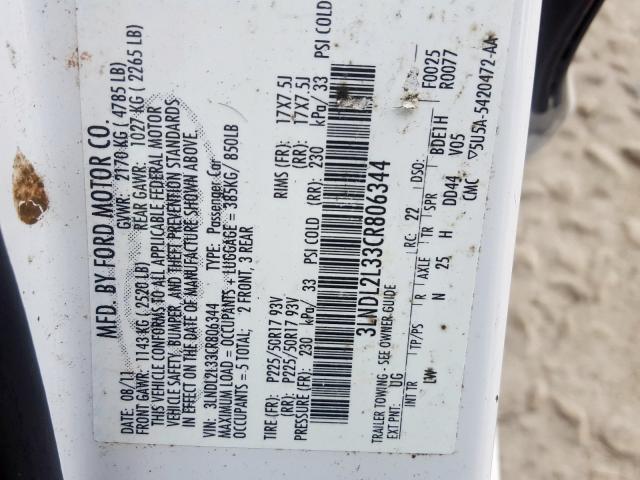 MFD. BY FORD MOTOR CO.
DATE: 08/11 GVWR: 2170 KG ( 4785 LB)
FRONT GAWR: 1143 KG ( 2520 LB) REAR GAWR: 1027 KG ( 2265 LB)
THIS VEHICLE CONFORMS TO ALL APPLICABLE FEDERAL MOTOR
VEHICLE SAFETY, BUMPER, AND THEFT PREVENTION STANDARDS
IN EFFECT ON THE DATE OF MANUFACTURE SHOWN ABOVE.
VIN: 3LNDL2L33CR806344 TYPE: Passenger Car
MAXIMUM LOAD = OCCUPANTS + LUGGAGE = 385KG/ 850LB
OCCUPANTS = 5 TOTAL; 2 FRONT, 3 REAR
TIRE (FR): P225/50R17 93V RIMS (FR): 17X7.5J
(RR): P225/50R17 93V (RR): 17X7.5J
PRESSURE (FR): 230 kPa/ 33 PSI COLD (RR): 230 kPa/ 33 PSI COLD
3LNDL2L33CR806344
TRAILER TOWING - SEE OWNER GUIDE
EXT PNT: UG RC: 22 DSO: F0025
BDE1H R0077
INT TR TP/PS R AXLE TR SPR V05
LW N 25 H DD44 CMC ▽5U5A-5420472-AA